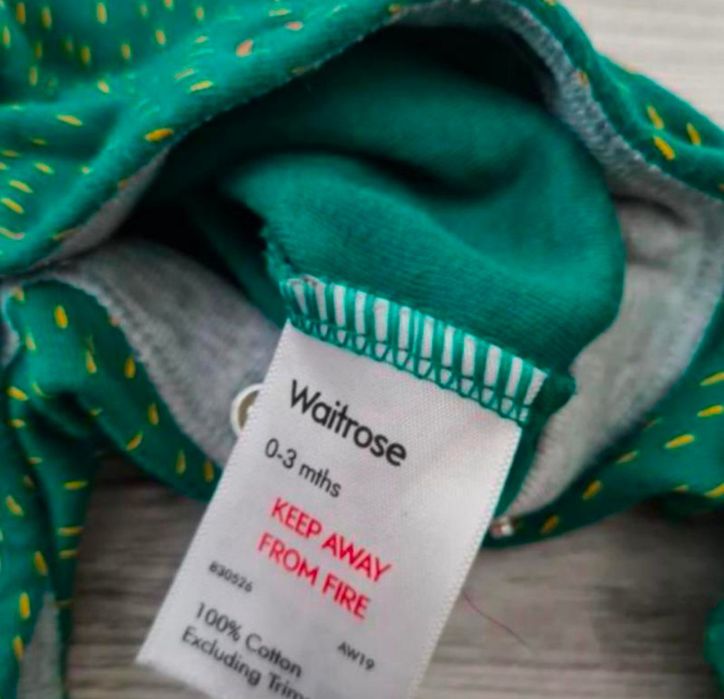 Waitrose
0-3 mths
KEEP AWAY
FROM FIRE
830526
AW19
100% Cotton
Excluding